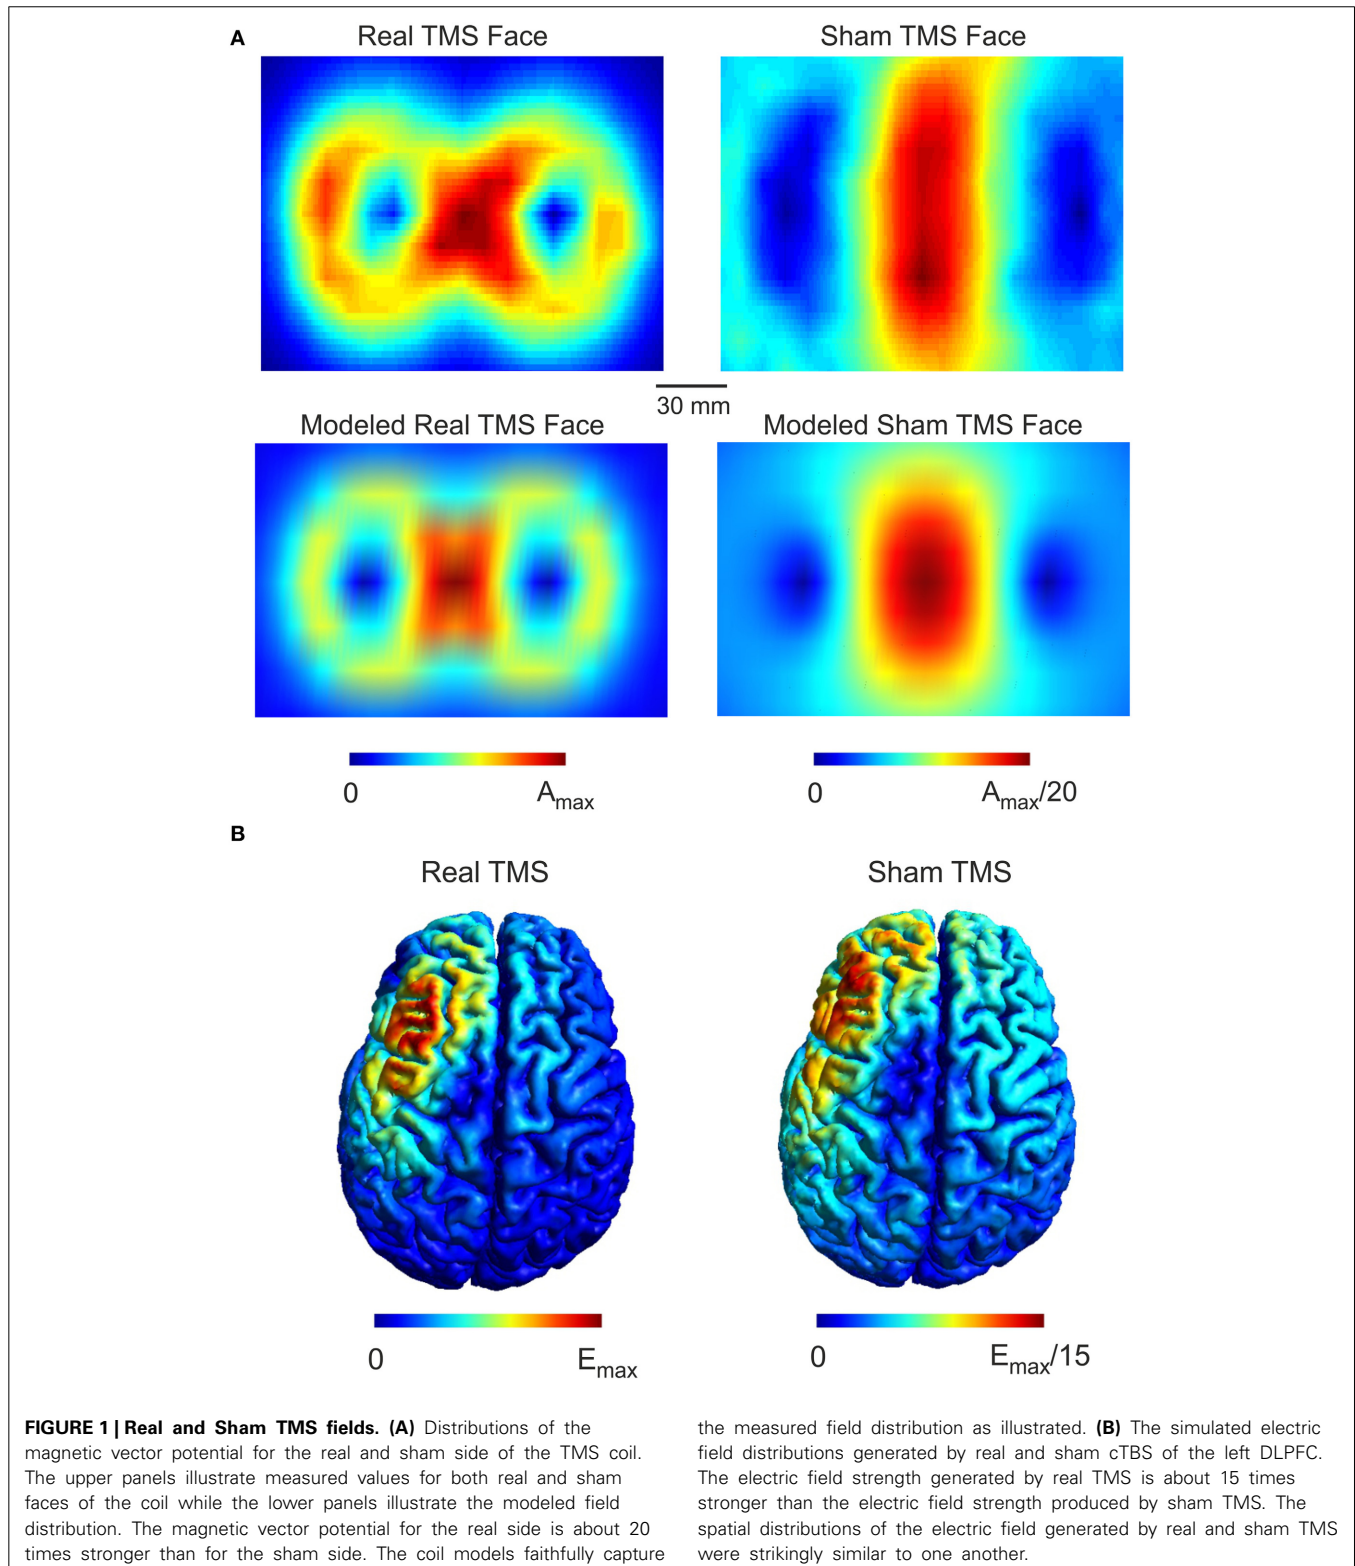 A
Real TMS Face
Sham TMS Face
30 mm
Modeled Real TMS Face
Modeled Sham TMS Face
0
Amax
0
Amax/20
B
Real TMS
Sham TMS
0
Emax
0
Emax/15
FIGURE 1 | Real and Sham TMS fields. (A) Distributions of the
magnetic vector potential for the real and sham side of the TMS coil.
The upper panels illustrate measured values for both real and sham
faces of the coil while the lower panels illustrate the modeled field
distribution. The magnetic vector potential for the real side is about 20
times stronger than for the sham side. The coil models faithfully capture
the measured field distribution as illustrated. (B) The simulated electric
field distributions generated by real and sham cTBS of the left DLPFC.
The electric field strength generated by real TMS is about 15 times
stronger than the electric field strength produced by sham TMS. The
spatial distributions of the electric field generated by real and sham TMS
were strikingly similar to one another.